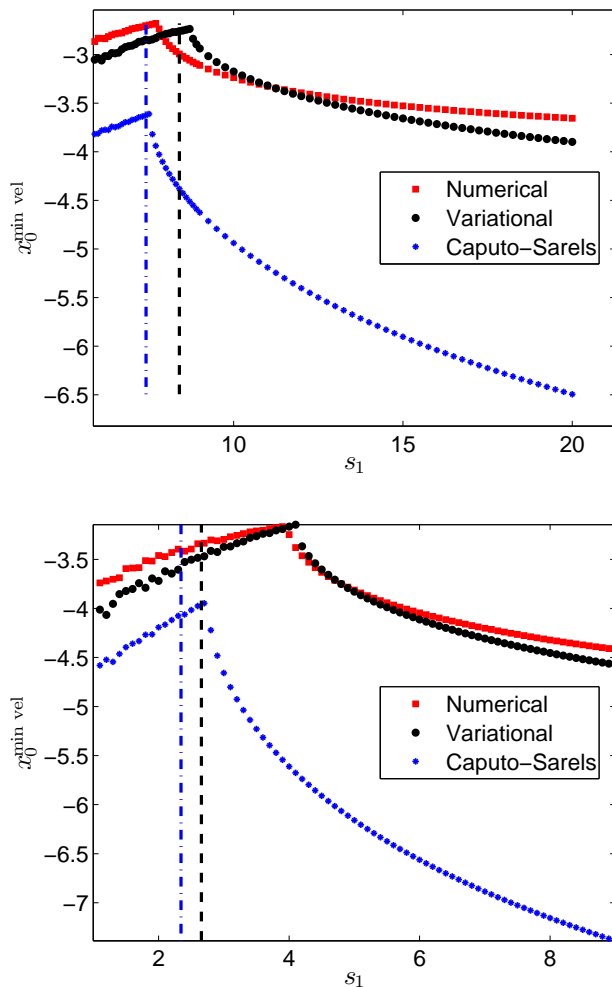 −3
−3.5
−4
−4.5
−5
−5.5
−6
−6.5
x_0^{min vel}
Numerical
Variational
Caputo−Sarels
10
15
20
s_1
−3.5
−4
−4.5
−5
−5.5
−6
−6.5
−7
x_0^{min vel}
Numerical
Variational
Caputo−Sarels
2
4
6
8
s_1